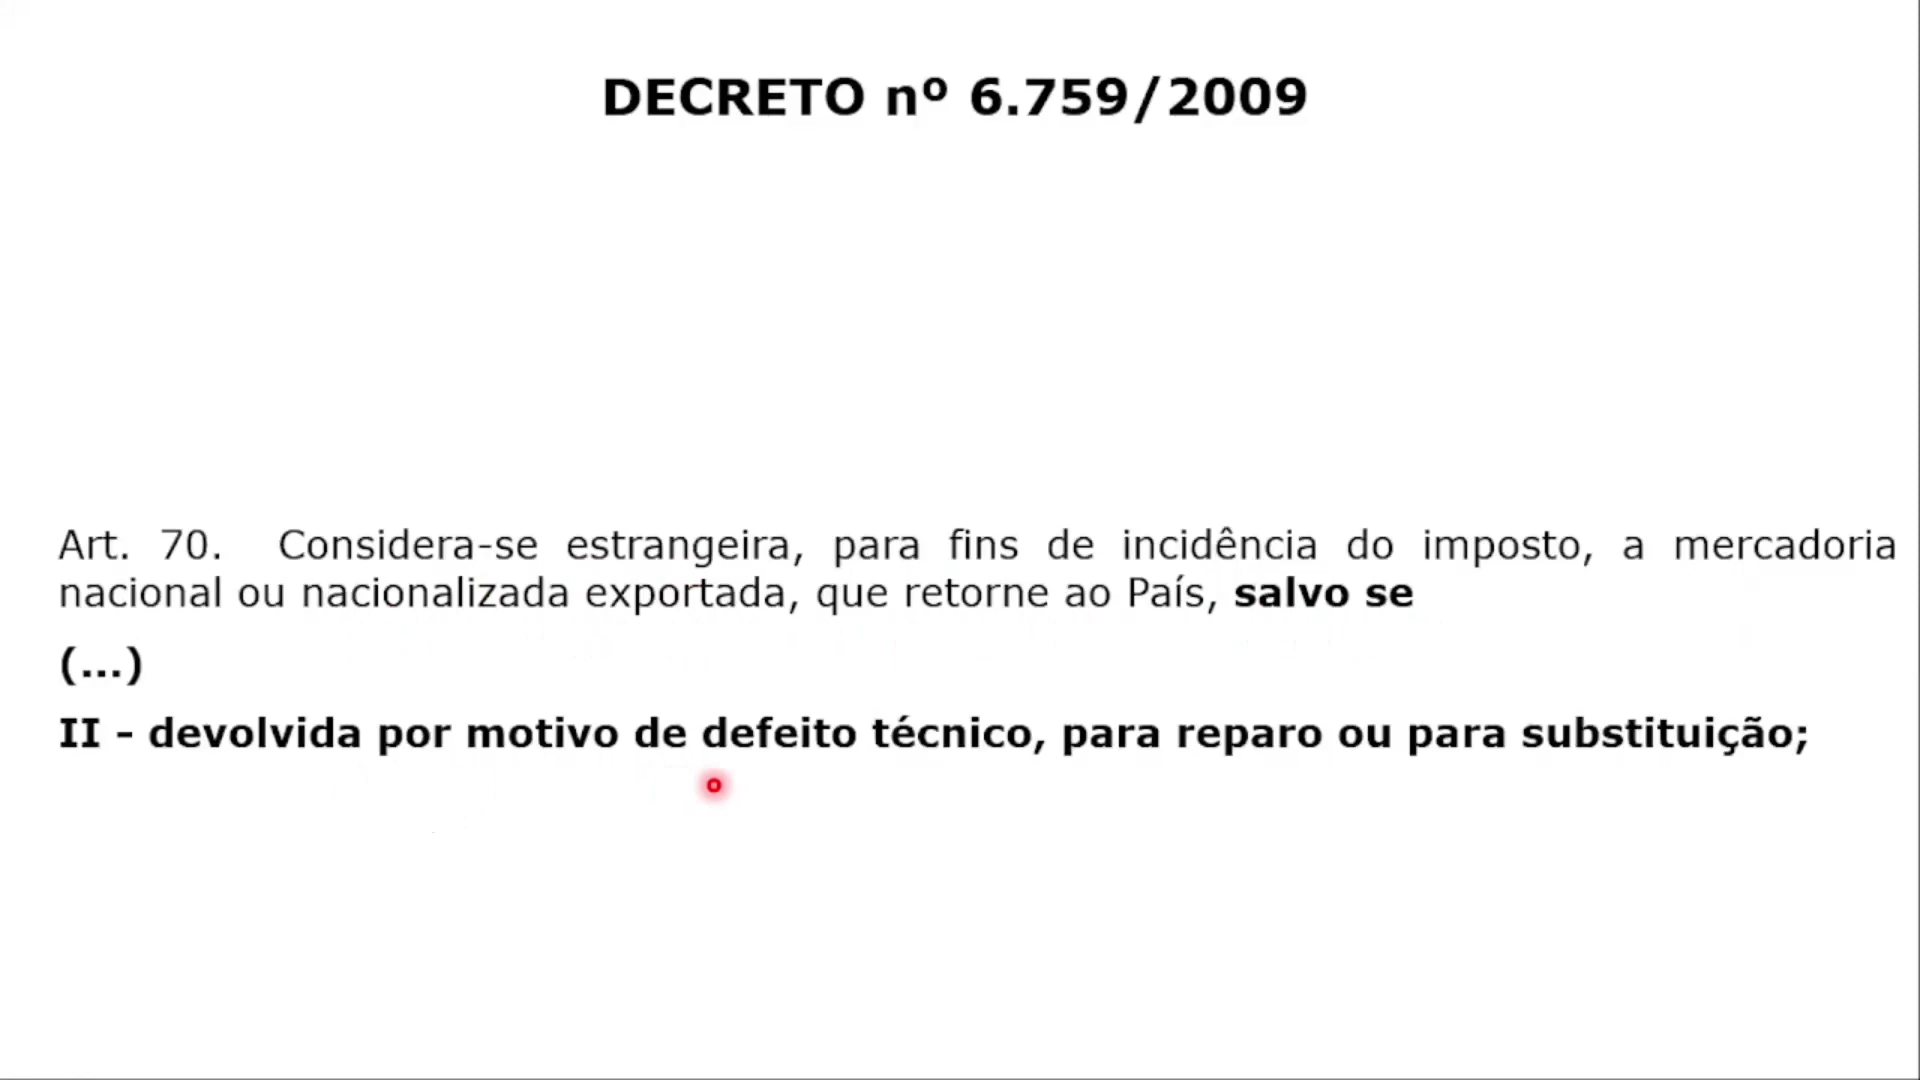 DECRETO nº 6.759/2009
Art. 70. Considera-se estrangeira, para fins de incidência do imposto, a mercadoria
nacional ou nacionalizada exportada, que retorne ao País, salvo se
(...)
II - devolvida por motivo de defeito técnico, para reparo ou para substituição;